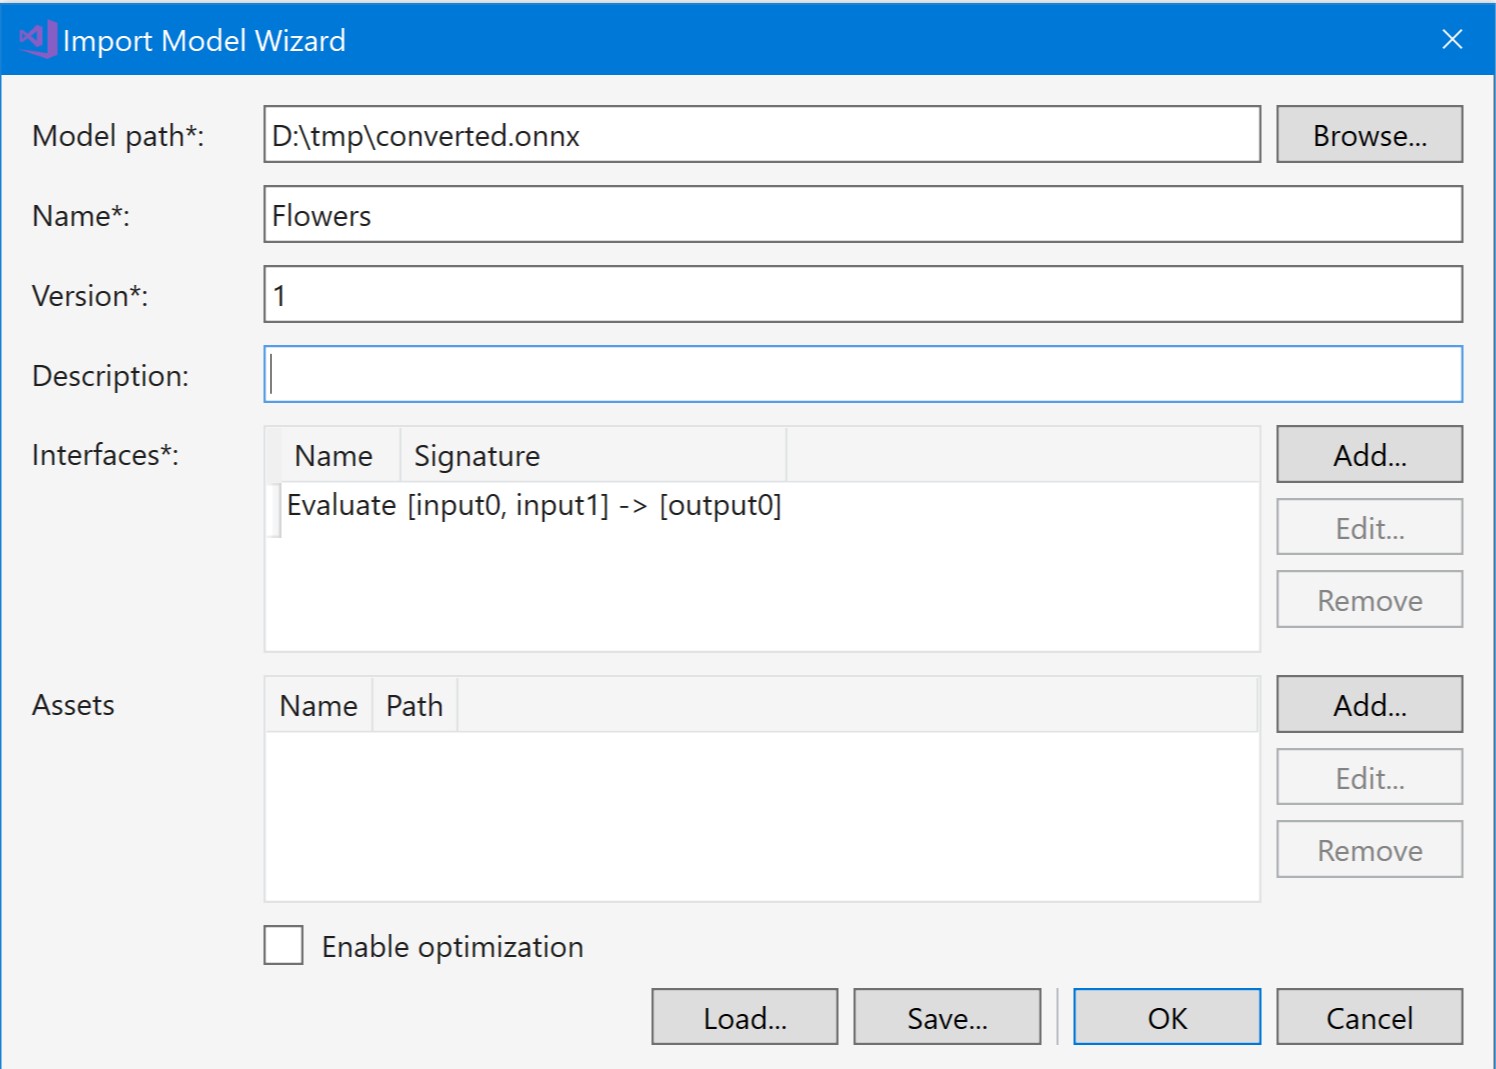 Import Model Wizard
Model path*: D:\tmp\converted.onnx Browse...
Name*: Flowers
Version*: 1
Description:
Interfaces*: Name Signature Add...
Evaluate [input0, input1] -> [output0]
Edit...
Remove
Assets Name Path Add...
Edit...
Remove
Enable optimization
Load... Save... OK Cancel